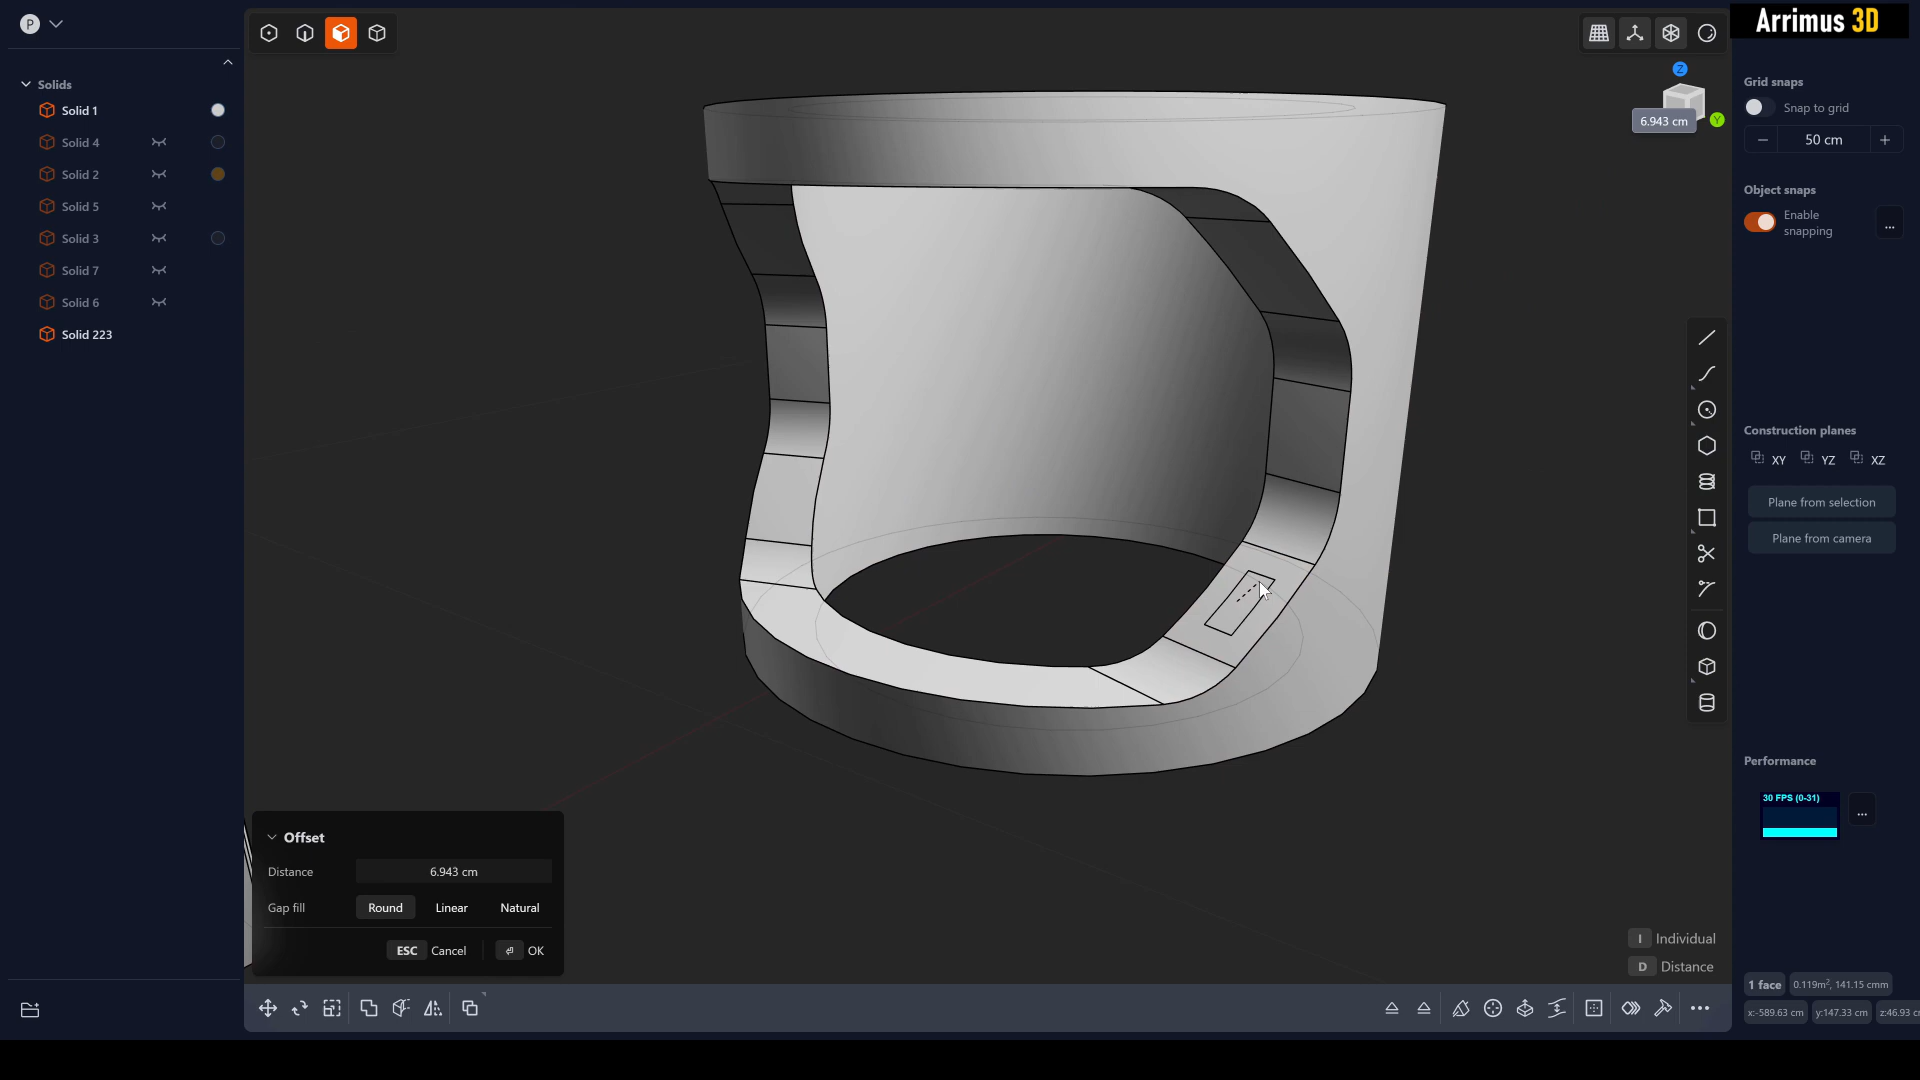 P
Arrimus 3D
Solids
Solid 1
Solid 4
Solid 2
Solid 5
Solid 3
Solid 7
Solid 6
Solid 223
Z
6.943 cm
Y
Grid snaps
Snap to grid
50 cm
Object snaps
Enable
snapping
...
Construction planes
XY YZ XZ
Plane from selection
Plane from camera
Performance
30 FPS (0-31)
...
Offset
Distance 6.943 cm
Gap fill Round Linear Natural
ESC Cancel OK
I Individual
D Distance
1 face 0.119m², 141.15 cmm
x:-589.63 cm y:147.33 cm z:46.93 cm